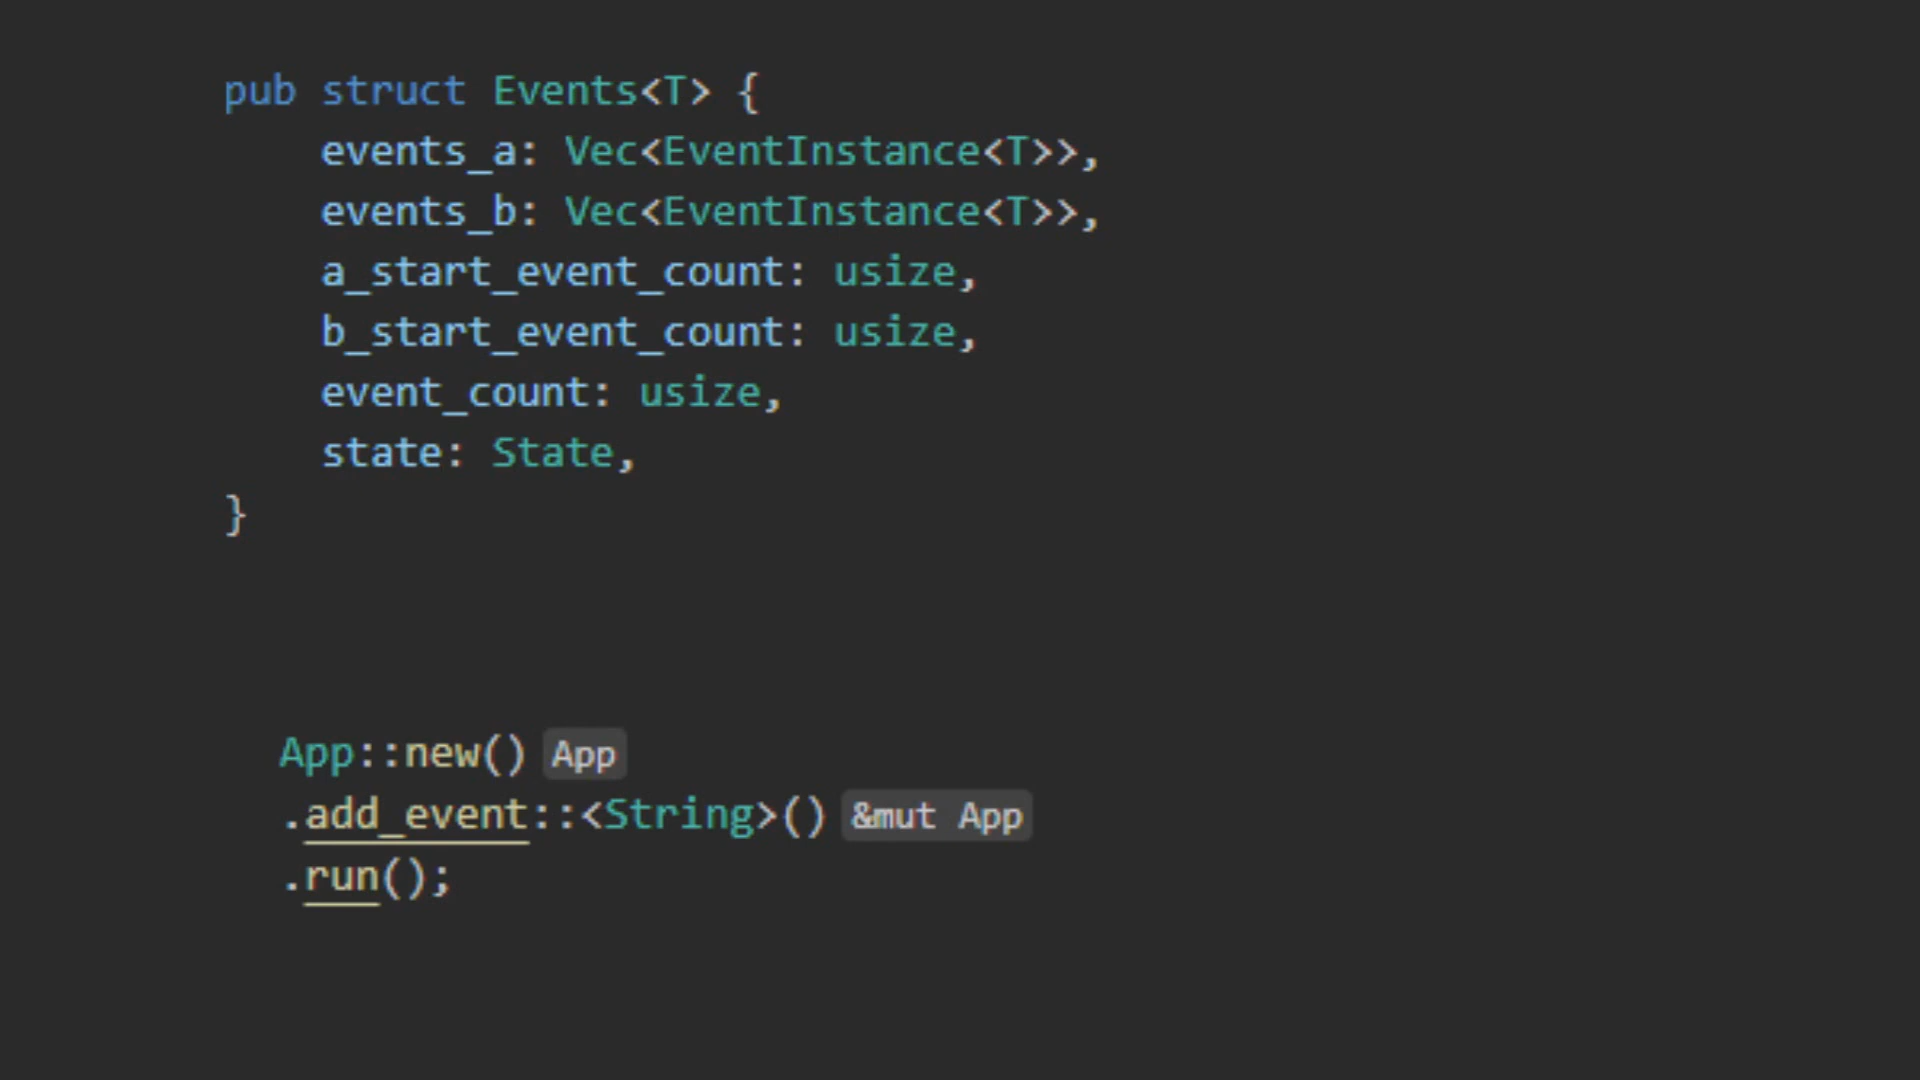 pub struct Events<T> {
    events_a: Vec<EventInstance<T>>,
    events_b: Vec<EventInstance<T>>,
    a_start_event_count: usize,
    b_start_event_count: usize,
    event_count: usize,
    state: State,
}
App::new() App
.add_event::<String>() &mut App
.run();